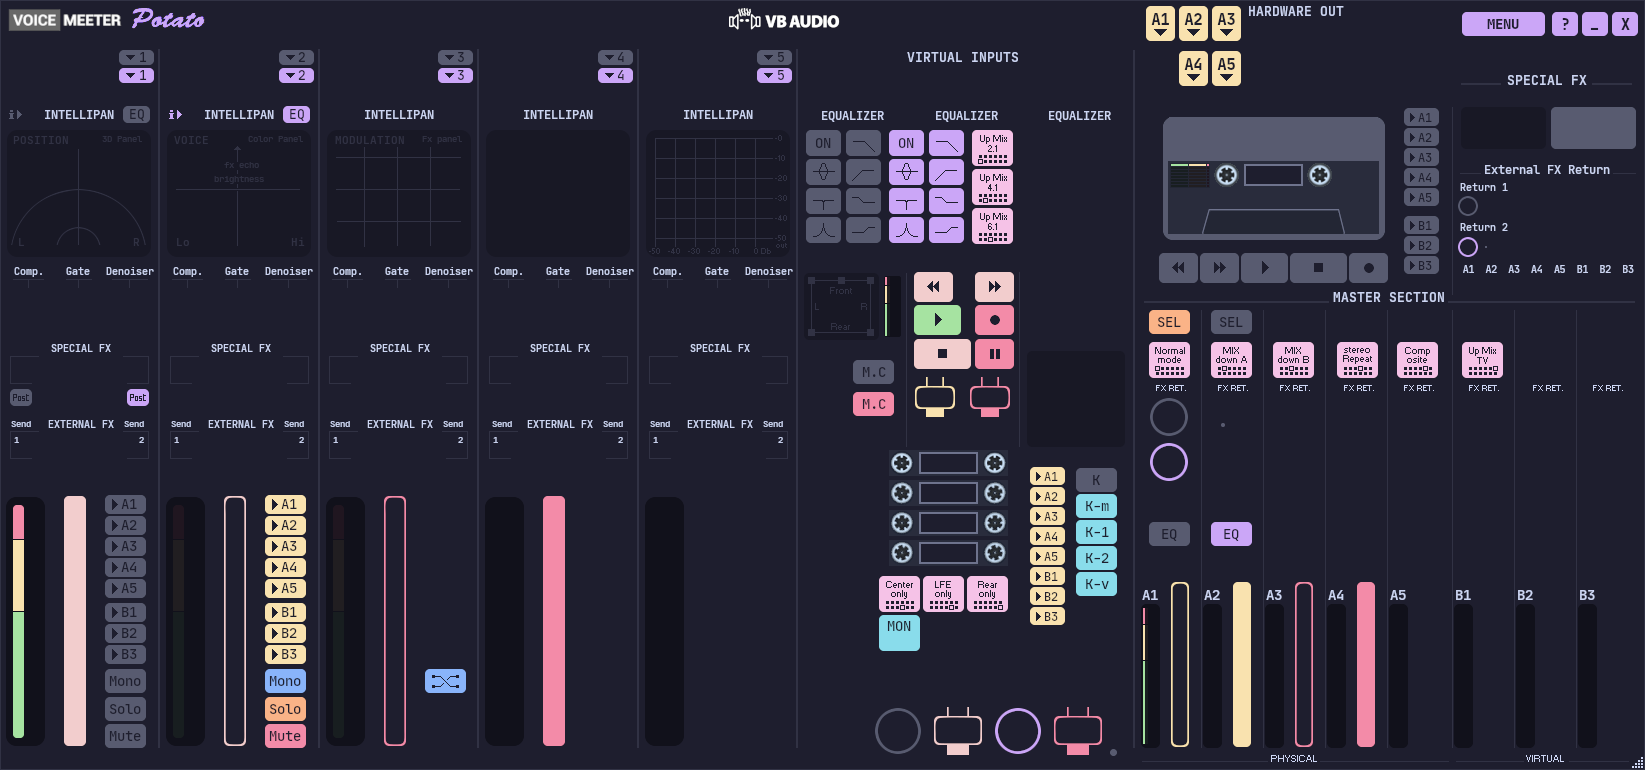 VOICEMEETER Potato
VB AUDIO
A1 A2 A3 HARDWARE OUT
A4 A5
MENU ? _ X
1 2 3 4 5
1 2 3 4 5
VIRTUAL INPUTS
SPECIAL FX
i INTELLIPAN EQ
i INTELLIPAN EQ
INTELLIPAN
INTELLIPAN
INTELLIPAN
EQUALIZER EQUALIZER EQUALIZER
POSITION 3D Panel
L R
VOICE Color Panel
fx echo
brightness
Lo Hi
MODULATION Fx panel
-0
-10
-20
-30
-40
-50
out
-50 -40 -30 -20 -10 0 Db
ON ON
Up Mix
2.1
Up Mix
4.1
Up Mix
6.1
A1
A2
A3
A4
A5
B1
B2
B3
External FX Return
Return 1
Return 2
A1 A2 A3 A4 A5 B1 B2 B3
Comp. Gate Denoiser
Comp. Gate Denoiser
Comp. Gate Denoiser
Comp. Gate Denoiser
Comp. Gate Denoiser
Front
L R
Rear
MASTER SECTION
SEL SEL
SPECIAL FX
SPECIAL FX
SPECIAL FX
SPECIAL FX
SPECIAL FX
Post Post
M.C
M.C
Normal
mode
MIX
down A
MIX
down B
stereo
Repeat
Comp
osite
Up Mix
TV
FX RET. FX RET. FX RET. FX RET. FX RET. FX RET. FX RET. FX RET.
Send EXTERNAL FX Send
1 2
Send EXTERNAL FX Send
1 2
Send EXTERNAL FX Send
1 2
Send EXTERNAL FX Send
1 2
Send EXTERNAL FX Send
1 2
A1
A2
A3
A4
A5
B1
B2
B3
Mono
Solo
Mute
A1
A2
A3
A4
A5
B1
B2
B3
Mono
Solo
Mute
Center
only
LFE
only
Rear
only
MON
A1
A2
A3
A4
A5
B1
B2
B3
K
K-m
K-1
K-2
K-v
EQ EQ
A1 A2 A3 A4 A5 B1 B2 B3
PHYSICAL VIRTUAL